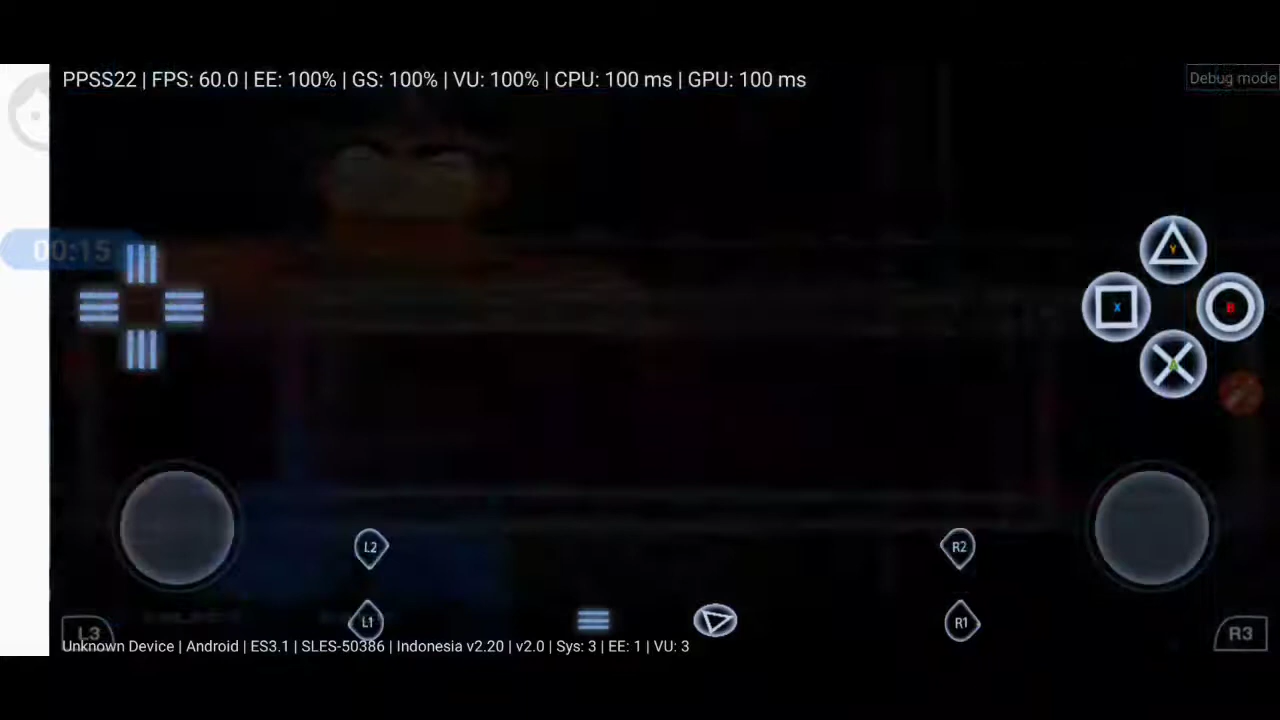 PPSS22 | FPS: 60.0 | EE: 100% | GS: 100% | VU: 100% | CPU: 100 ms | GPU: 100 ms
Debug mode
00:15
Y
X
B
A
L2
R2
L1
R1
L3
R3
Unknown Device | Android | ES3.1 | SLES-50386 | Indonesia v2.20 | v2.0 | Sys: 3 | EE: 1 | VU: 3